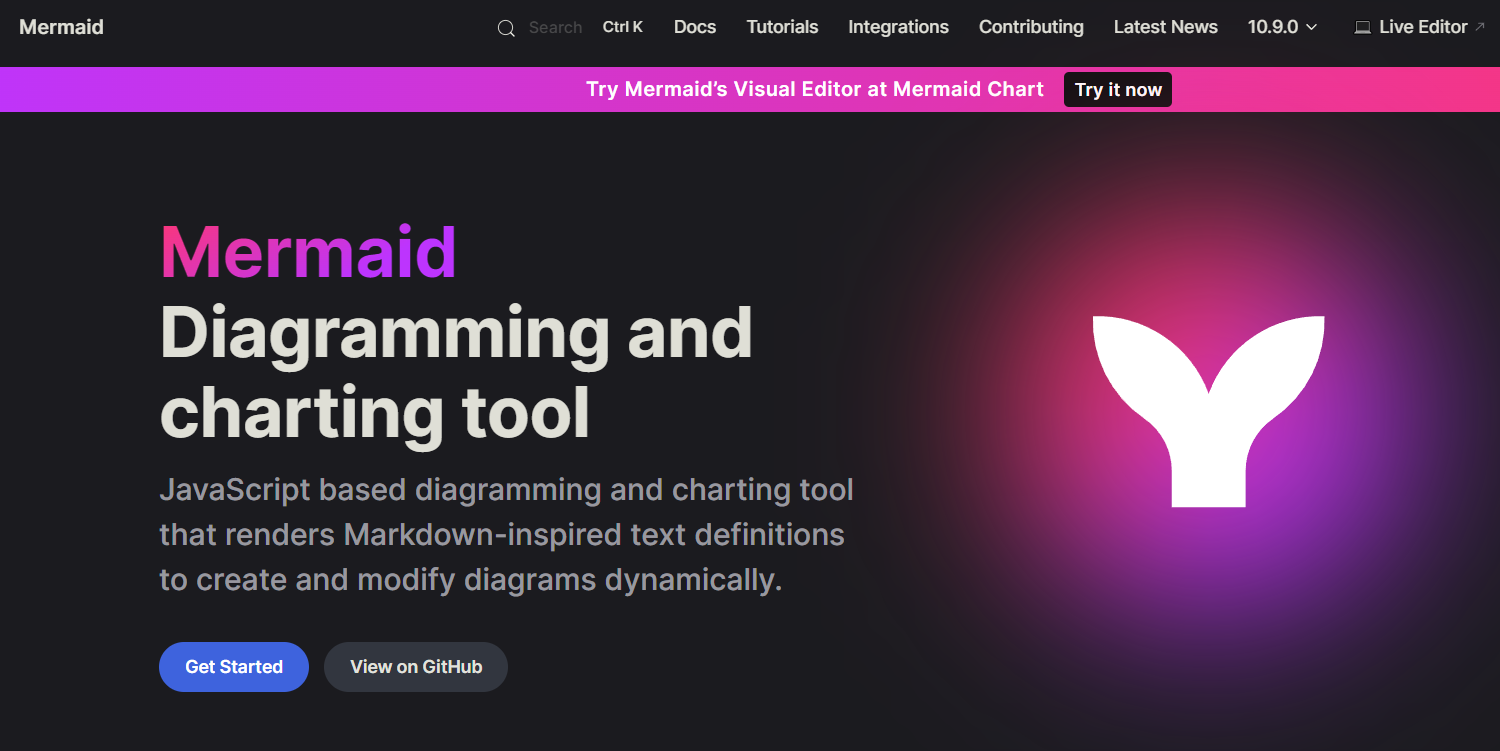 Mermaid
Search Ctrl K Docs Tutorials Integrations Contributing Latest News 10.9.0 Live Editor
Try Mermaid’s Visual Editor at Mermaid Chart Try it now
Mermaid
Diagramming and
charting tool
JavaScript based diagramming and charting tool
that renders Markdown-inspired text definitions
to create and modify diagrams dynamically.
Get Started View on GitHub